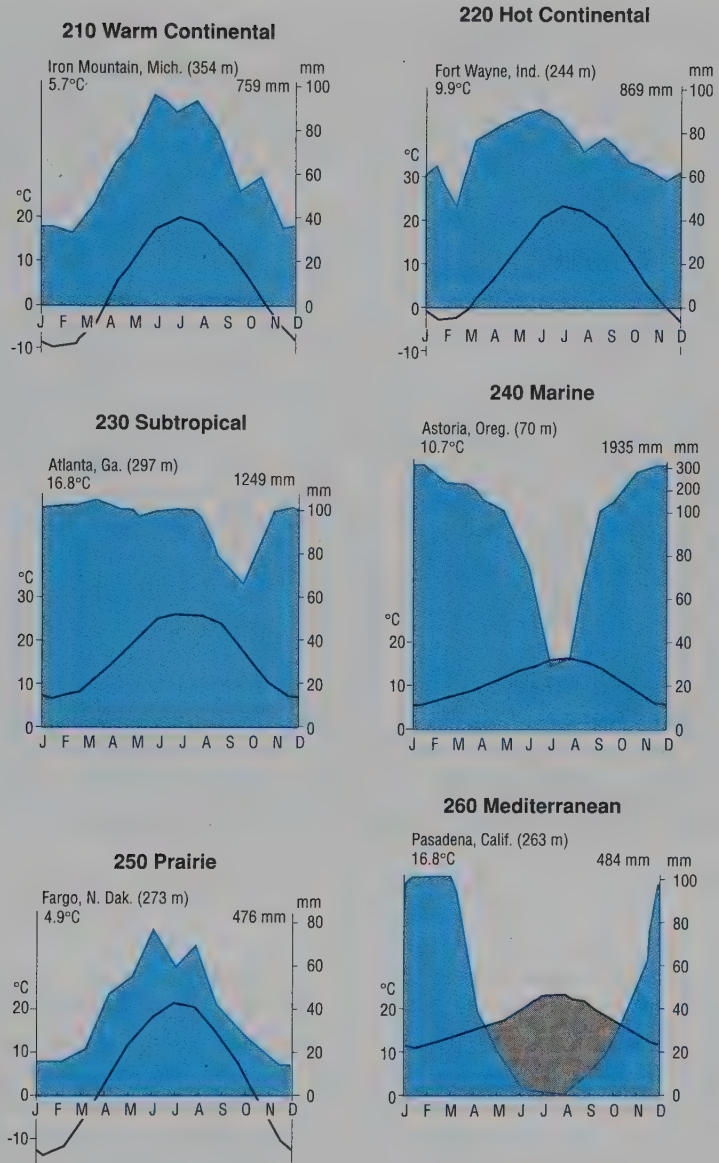 210 Warm Continental
Iron Mountain, Mich. (354 m)
5.7°C 759 mm
mm
100
80
60
40
20
0
°C
20
10
0
-10
J F M A M J J A S O N D
220 Hot Continental
Fort Wayne, Ind. (244 m)
9.9°C 869 mm
mm
100
80
60
40
20
0
°C
30
20
10
0
-10
J F M A M J J A S O N D
230 Subtropical
Atlanta, Ga. (297 m)
16.8°C 1249 mm
mm
100
80
60
40
20
0
°C
30
20
10
0
J F M A M J J A S O N D
240 Marine
Astoria, Oreg. (70 m)
10.7°C 1935 mm
mm
300
200
100
80
60
40
20
0
°C
20
10
0
J F M A M J J A S O N D
250 Prairie
Fargo, N. Dak. (273 m)
4.9°C 476 mm
mm
80
60
40
20
0
°C
20
10
0
-10
J F M A M J J A S O N D
260 Mediterranean
Pasadena, Calif. (263 m)
16.8°C 484 mm
mm
100
80
60
40
20
0
°C
20
10
0
J F M A M J J A S O N D